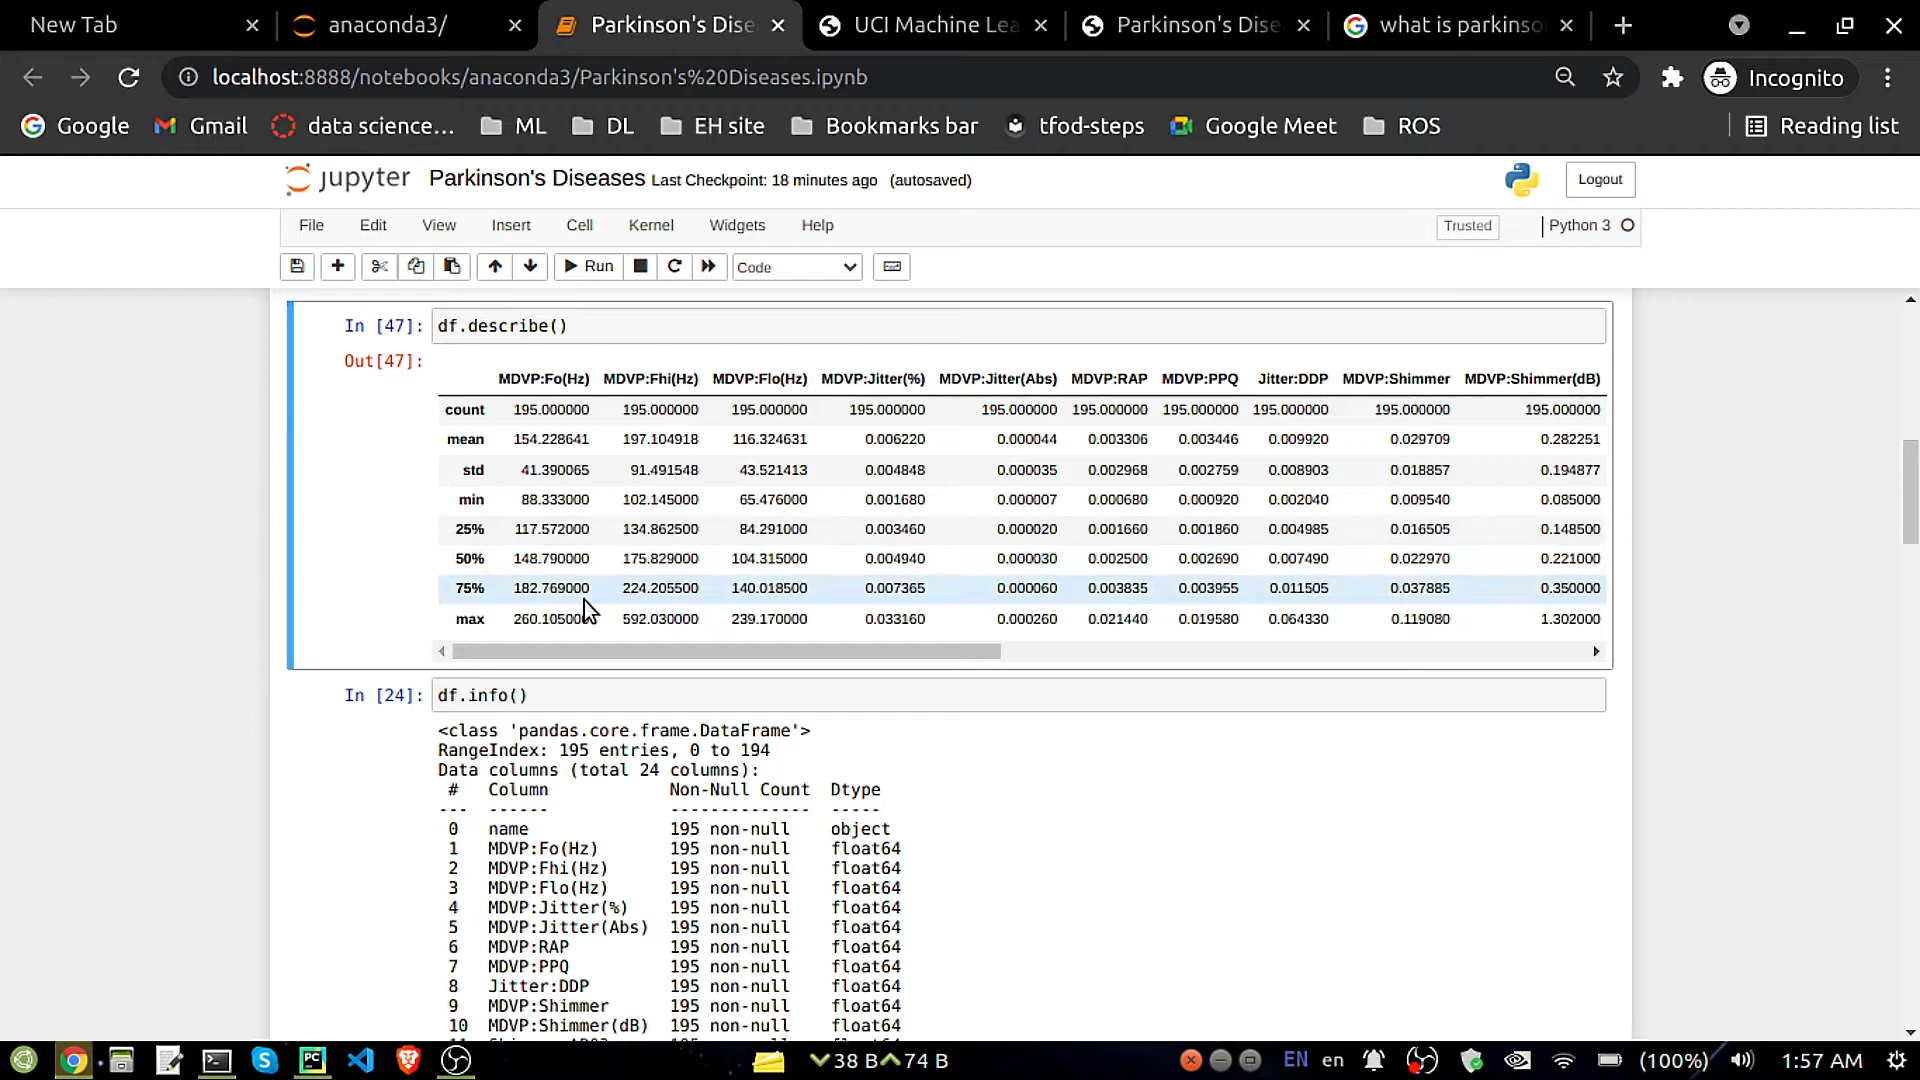 New Tab
anaconda3/
Parkinson's Dise
UCI Machine Lea
Parkinson's Dise
what is parkinso
localhost:8888/notebooks/anaconda3/Parkinson's%20Diseases.ipynb
Incognito
Google
Gmail
data science...
ML
DL
EH site
Bookmarks bar
tfod-steps
Google Meet
ROS
Reading list
jupyter Parkinson's Diseases Last Checkpoint: 18 minutes ago (autosaved)
Logout
File Edit View Insert Cell Kernel Widgets Help
Trusted
Python 3
Run
Code
In [47]: df.describe()
Out[47]:
MDVP:Fo(Hz) MDVP:Fhi(Hz) MDVP:Flo(Hz) MDVP:Jitter(%) MDVP:Jitter(Abs) MDVP:RAP MDVP:PPQ Jitter:DDP MDVP:Shimmer MDVP:Shimmer(dB)
count 195.000000 195.000000 195.000000 195.000000 195.000000 195.000000 195.000000 195.000000 195.000000 195.000000
mean 154.228641 197.104918 116.324631 0.006220 0.000044 0.003306 0.003446 0.009920 0.029709 0.282251
std 41.390065 91.491548 43.521413 0.004848 0.000035 0.002968 0.002759 0.008903 0.018857 0.194877
min 88.333000 102.145000 65.476000 0.001680 0.000007 0.000680 0.000920 0.002040 0.009540 0.085000
25% 117.572000 134.862500 84.291000 0.003460 0.000020 0.001660 0.001860 0.004985 0.016505 0.148500
50% 148.790000 175.829000 104.315000 0.004940 0.000030 0.002500 0.002690 0.007490 0.022970 0.221000
75% 182.769000 224.205500 140.018500 0.007365 0.000060 0.003835 0.003955 0.011505 0.037885 0.350000
max 260.105000 592.030000 239.170000 0.033160 0.000260 0.021440 0.019580 0.064330 0.119080 1.302000
In [24]: df.info()
<class 'pandas.core.frame.DataFrame'>
RangeIndex: 195 entries, 0 to 194
Data columns (total 24 columns):
# Column Non-Null Count Dtype
--- ------ -------------- -----
0 name 195 non-null object
1 MDVP:Fo(Hz) 195 non-null float64
2 MDVP:Fhi(Hz) 195 non-null float64
3 MDVP:Flo(Hz) 195 non-null float64
4 MDVP:Jitter(%) 195 non-null float64
5 MDVP:Jitter(Abs) 195 non-null float64
6 MDVP:RAP 195 non-null float64
7 MDVP:PPQ 195 non-null float64
8 Jitter:DDP 195 non-null float64
9 MDVP:Shimmer 195 non-null float64
10 MDVP:Shimmer(dB) 195 non-null float64
38 B 74 B
EN en
(100%)
1:57 AM